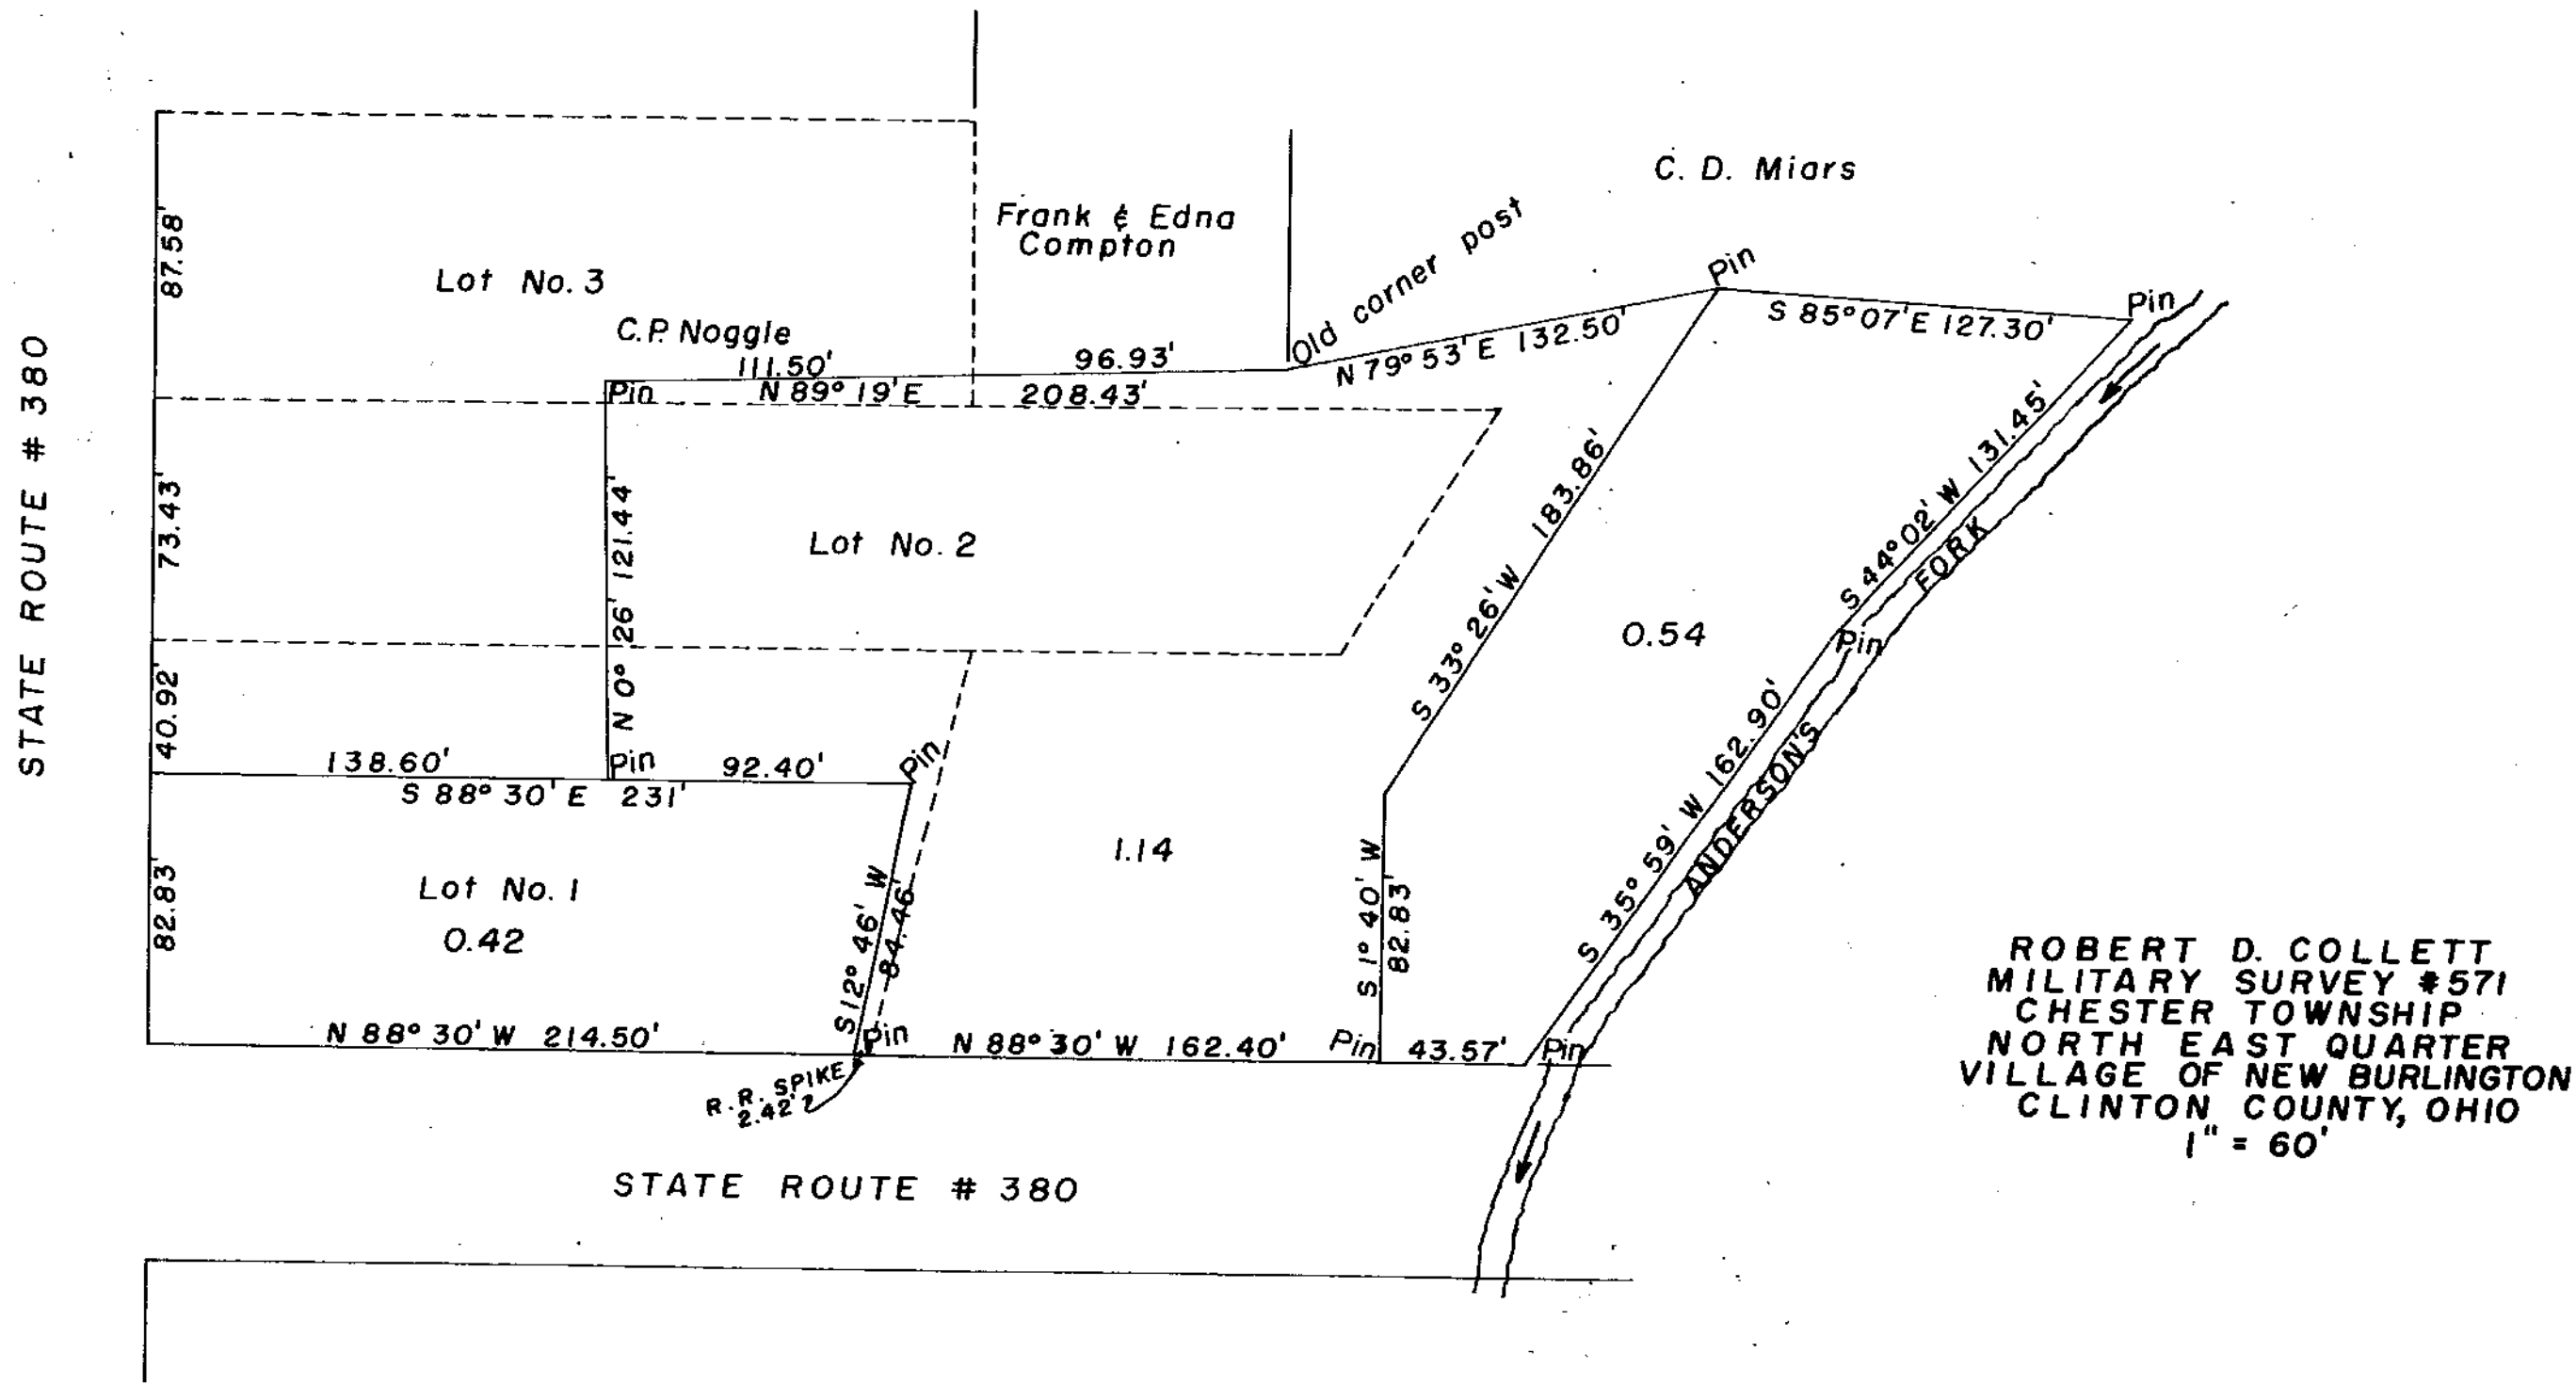 C. D. Miars
Frank & Edna
Compton
Old corner post
Pin
Pin
S 85°07' E 127.30'
N 79° 53' E 132.50'
87.58'
Lot No. 3
C.P. Noggle
111.50'
96.93'
Pin
N 89° 19' E
208.43'
STATE ROUTE # 380
73.43'
N 0° 26' 121.44'
Lot No. 2
S 33° 26' W 183.86'
S 44° 02' W 131.45'
0.54
Pin
ANDERSON'S FORK
40.92'
138.60'
Pin
92.40'
Pin
S 88° 30' E 231'
S 35° 59' W 162.90'
82.83'
Lot No. 1
0.42
S 12° 46' W
84.46'
1.14
S 1° 40' W
82.83'
N 88° 30' W 214.50'
Pin
N 88° 30' W 162.40'
Pin
43.57'
Pin
R. R. SPIKE
2.42'
STATE ROUTE # 380
ROBERT D. COLLETT
MILITARY SURVEY #571
CHESTER TOWNSHIP
NORTH EAST QUARTER
VILLAGE OF NEW BURLINGTON
CLINTON COUNTY, OHIO
1" = 60'